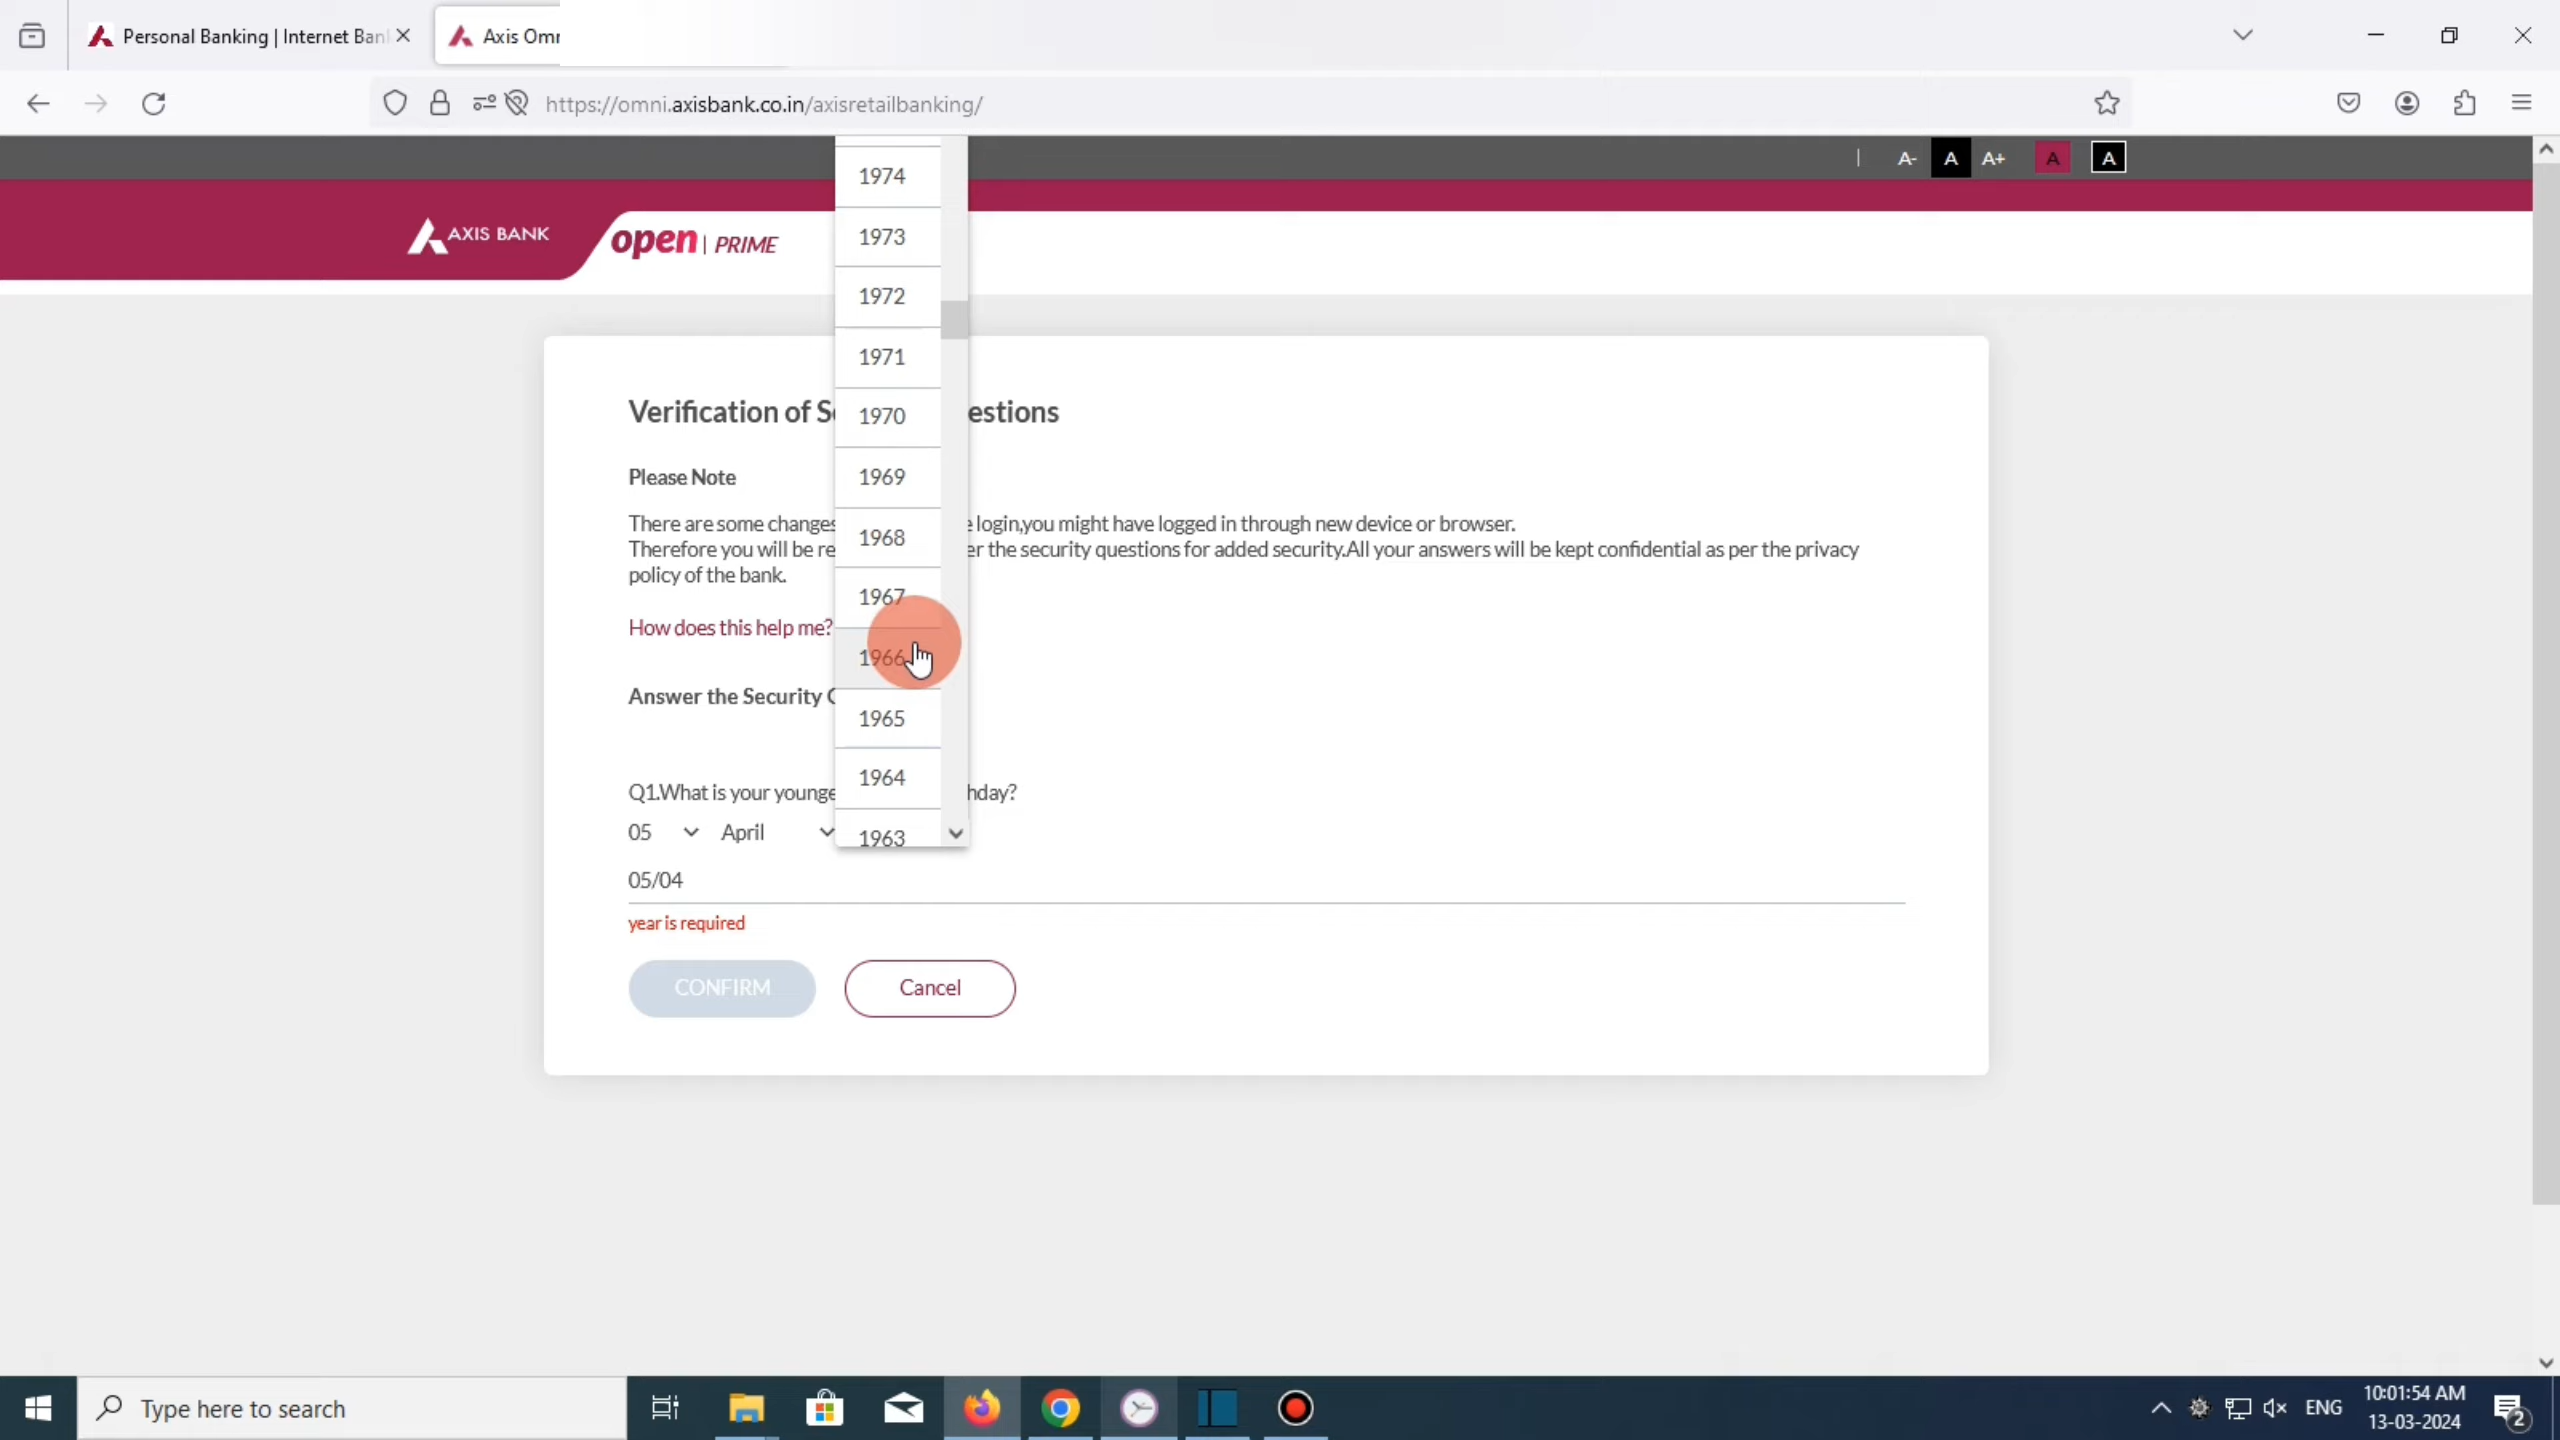 Personal Banking | Internet Ban
Axis Omn
https://omni.axisbank.co.in/axisretailbanking/
A- A A+ A A
AXIS BANK open | PRIME
1974
1973
1972
1971
1970
1969
1968
1967
1966
1965
1964
1963
Verification of S estions
Please Note
There are some changes login,you might have logged in through new device or browser.
Therefore you will be re er the security questions for added security.All your answers will be kept confidential as per the privacy
policy of the bank.
How does this help me?
Answer the Security
Q1.What is your younge hday?
05 April
05/04
year is required
CONFIRM Cancel
Type here to search
ENG
10:01:54 AM
13-03-2024
2